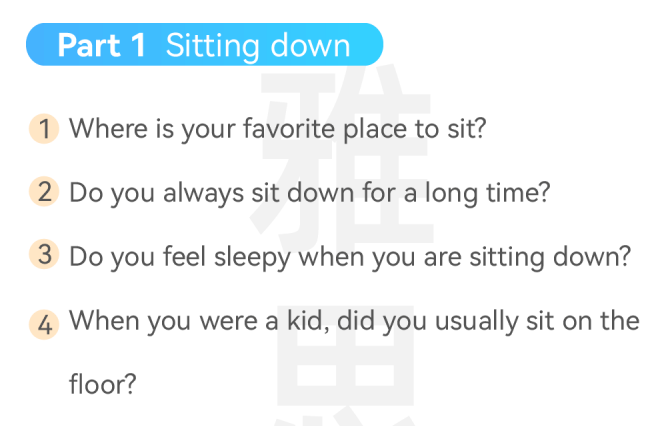 Part 1 Sitting down
1 Where is your favorite place to sit?
2 Do you always sit down for a long time?
3 Do you feel sleepy when you are sitting down?
4 When you were a kid, did you usually sit on the
floor?
雅
思